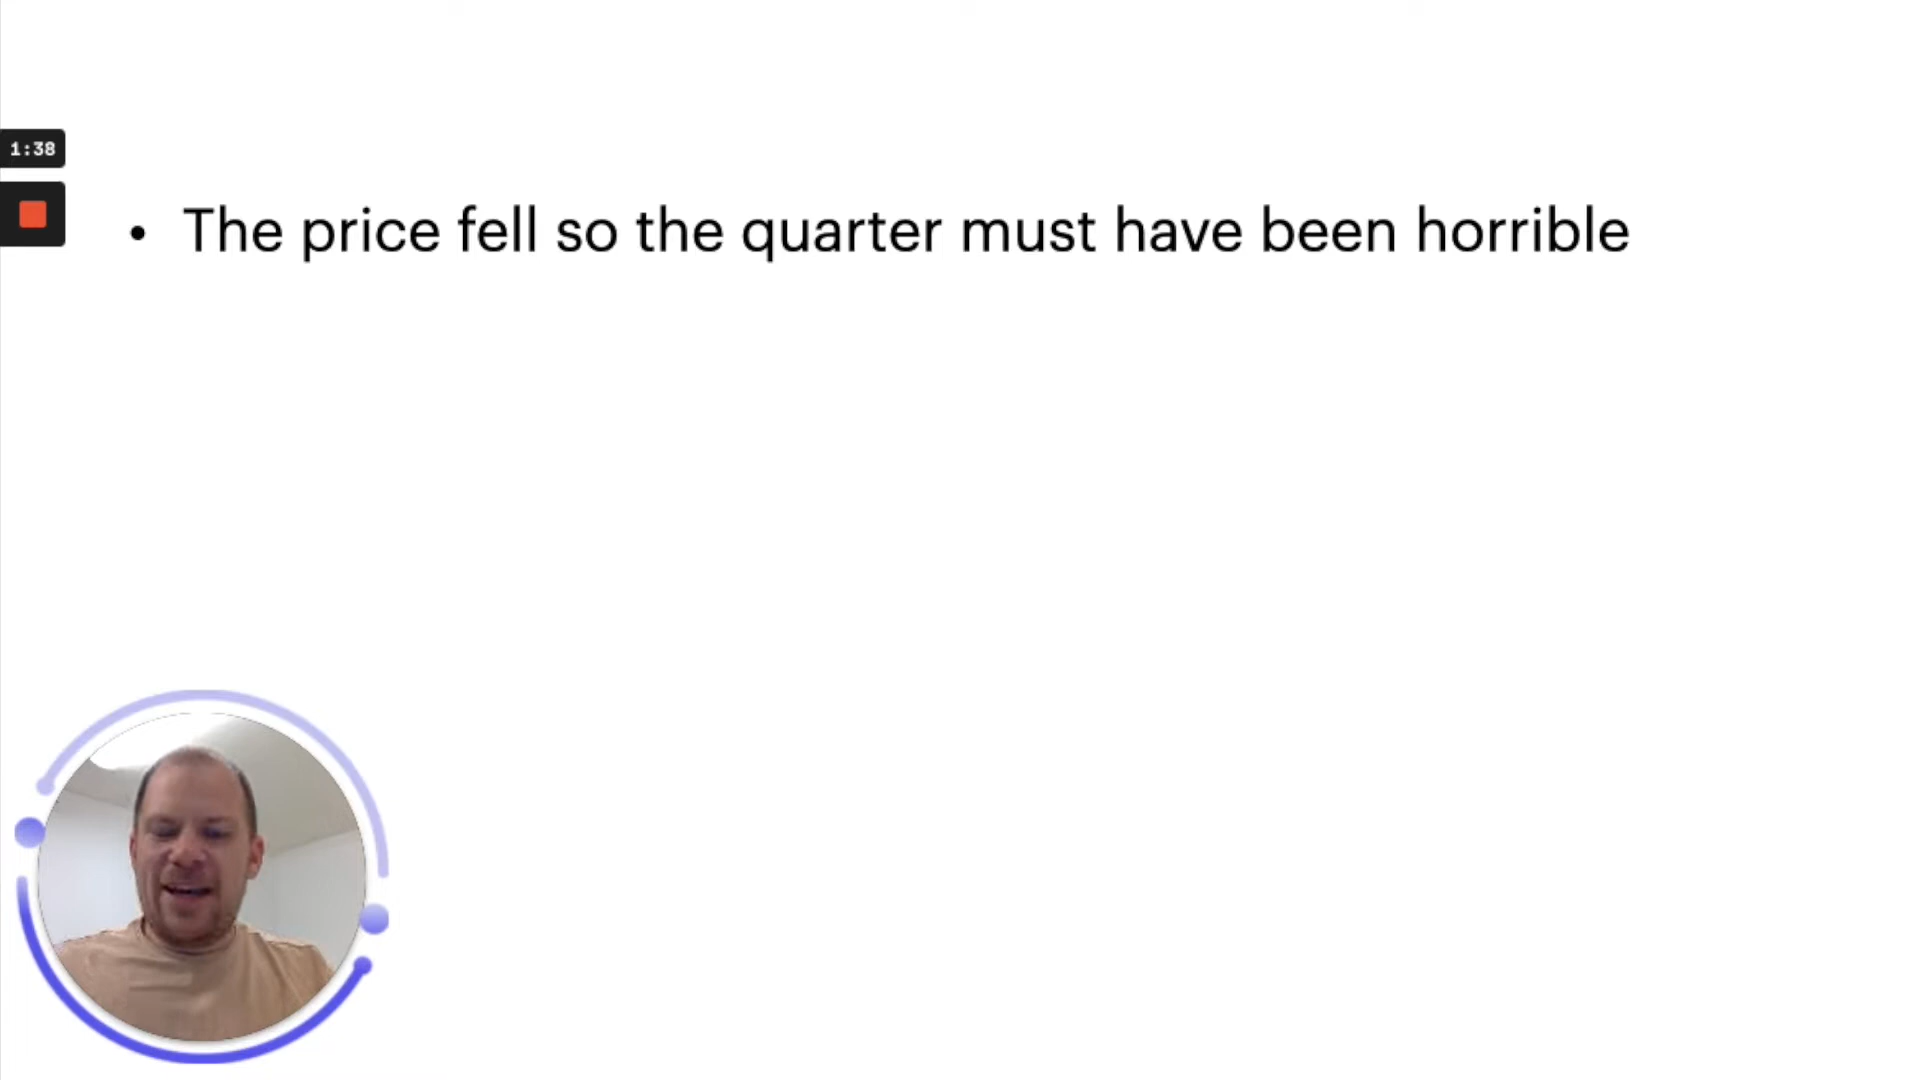 1:38
• The price fell so the quarter must have been horrible